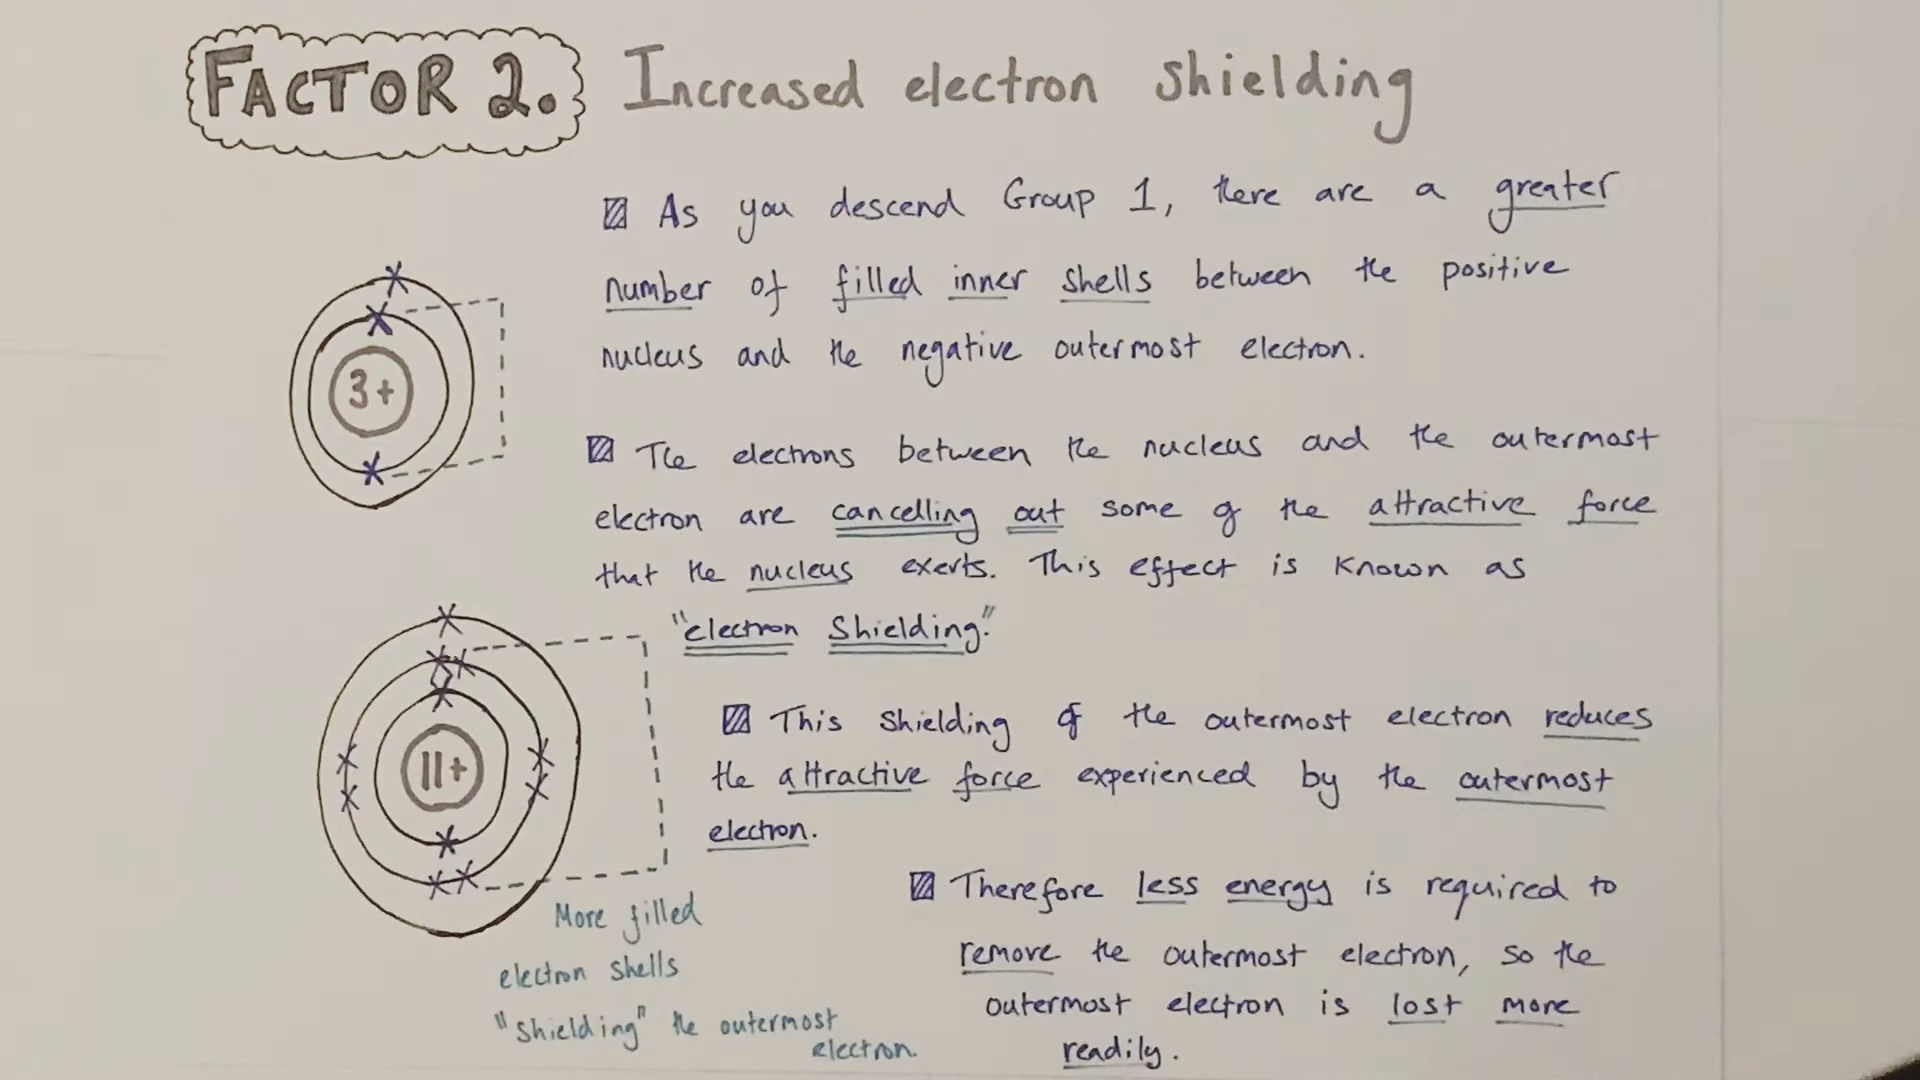 FACTOR 2. Increased electron shielding
As you descend Group 1, there are a greater
number of filled inner shells between the positive
nucleus and the negative outermost electron.
3+
The electrons between the nucleus and the outermost
electron are cancelling out some of the attractive force
that the nucleus exerts. This effect is known as
"electron Shielding."
11+
This shielding of the outermost electron reduces
the attractive force experienced by the outermost
electron.
Therefore less energy is required to
remove the outermost electron, so the
outermost electron is lost more
readily.
More filled
electron shells
"shielding" the outermost
electron.